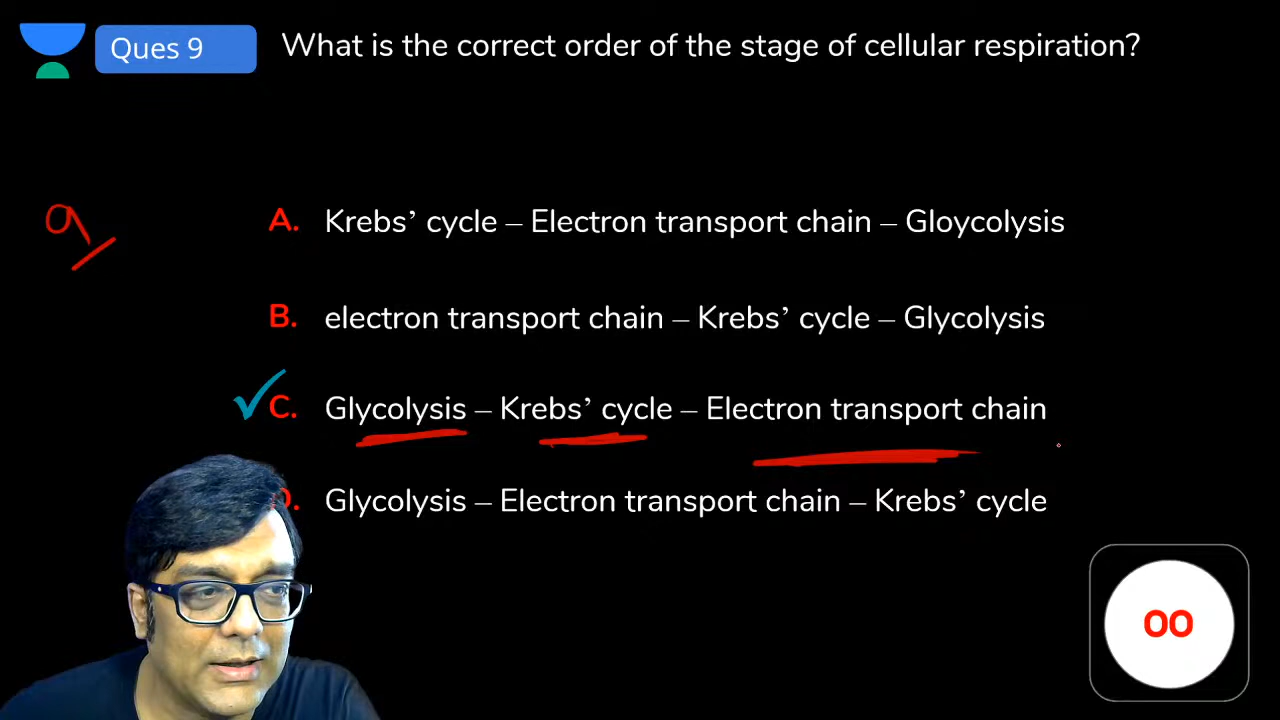 Ques 9 What is the correct order of the stage of cellular respiration?
9
A. Krebs’ cycle – Electron transport chain – Gloycolysis
B. electron transport chain – Krebs’ cycle – Glycolysis
C. Glycolysis – Krebs’ cycle – Electron transport chain
D. Glycolysis – Electron transport chain – Krebs’ cycle
00